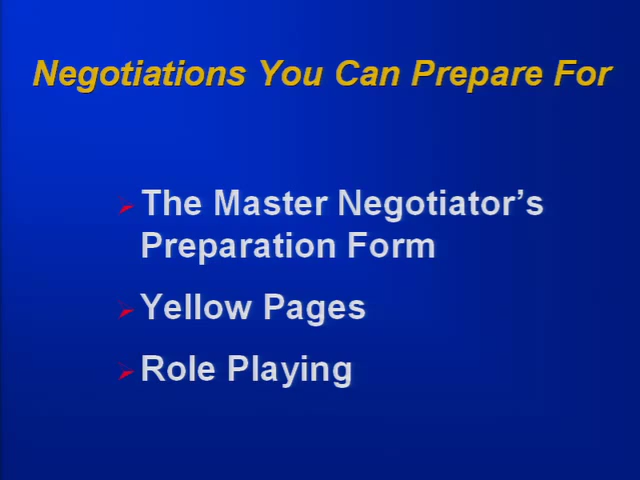 Negotiations You Can Prepare For
The Master Negotiator's
Preparation Form
Yellow Pages
Role Playing